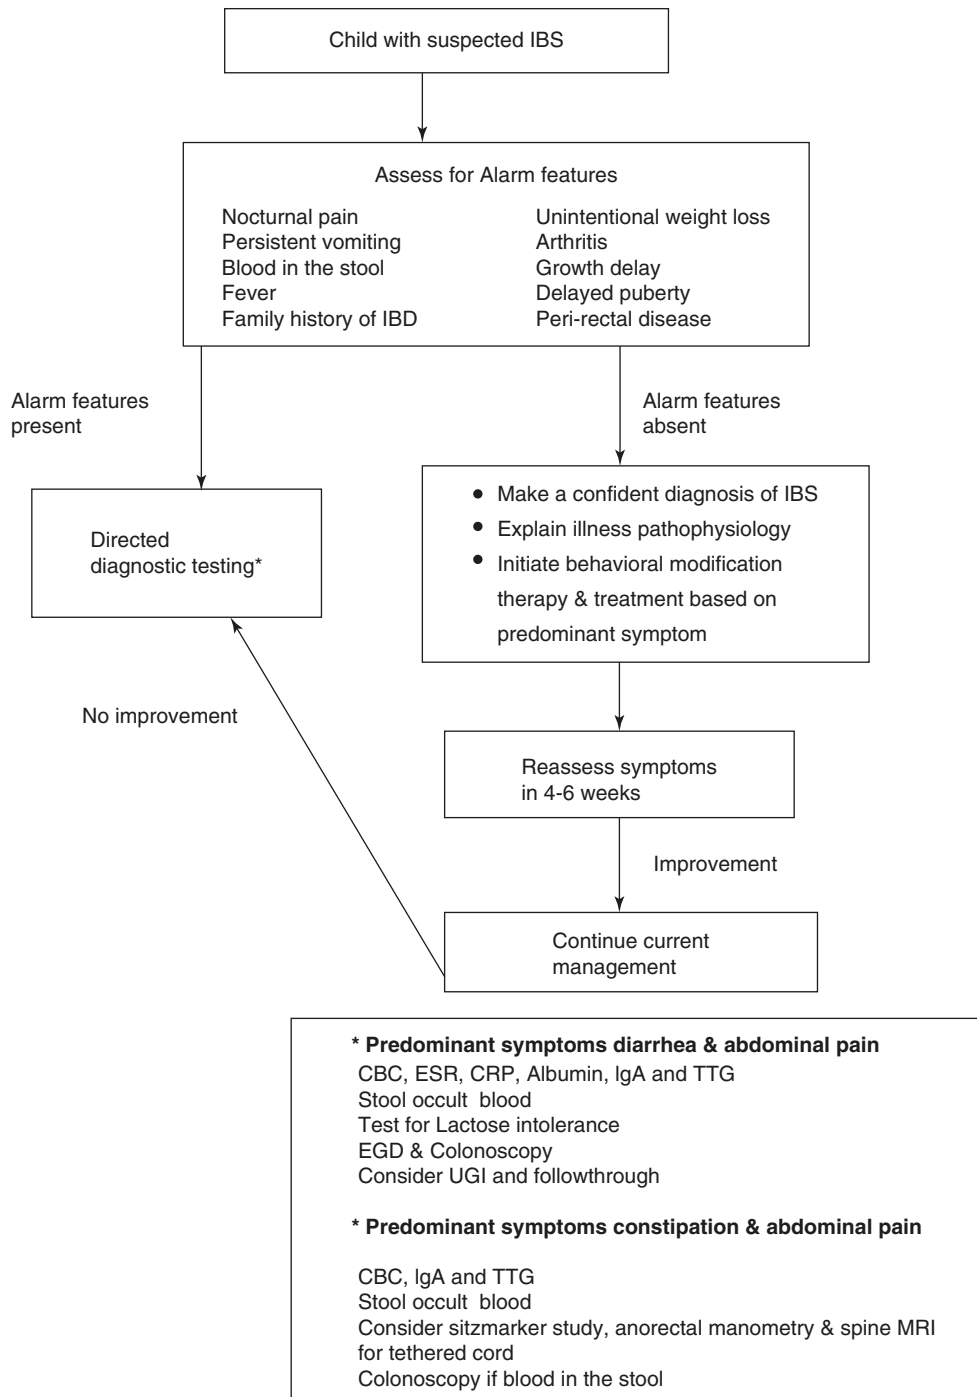 Child with suspected IBS
Assess for Alarm features
Nocturnal pain
Persistent vomiting
Blood in the stool
Fever
Family history of IBD
Unintentional weight loss
Arthritis
Growth delay
Delayed puberty
Peri-rectal disease
Alarm features
present
Alarm features
absent
Directed
diagnostic testing*
• Make a confident diagnosis of IBS
• Explain illness pathophysiology
• Initiate behavioral modification
therapy & treatment based on
predominant symptom
No improvement
Reassess symptoms
in 4-6 weeks
Improvement
Continue current
management
* Predominant symptoms diarrhea & abdominal pain
CBC, ESR, CRP, Albumin, IgA and TTG
Stool occult blood
Test for Lactose intolerance
EGD & Colonoscopy
Consider UGI and followthrough
* Predominant symptoms constipation & abdominal pain
CBC, IgA and TTG
Stool occult blood
Consider sitzmarker study, anorectal manometry & spine MRI
for tethered cord
Colonoscopy if blood in the stool